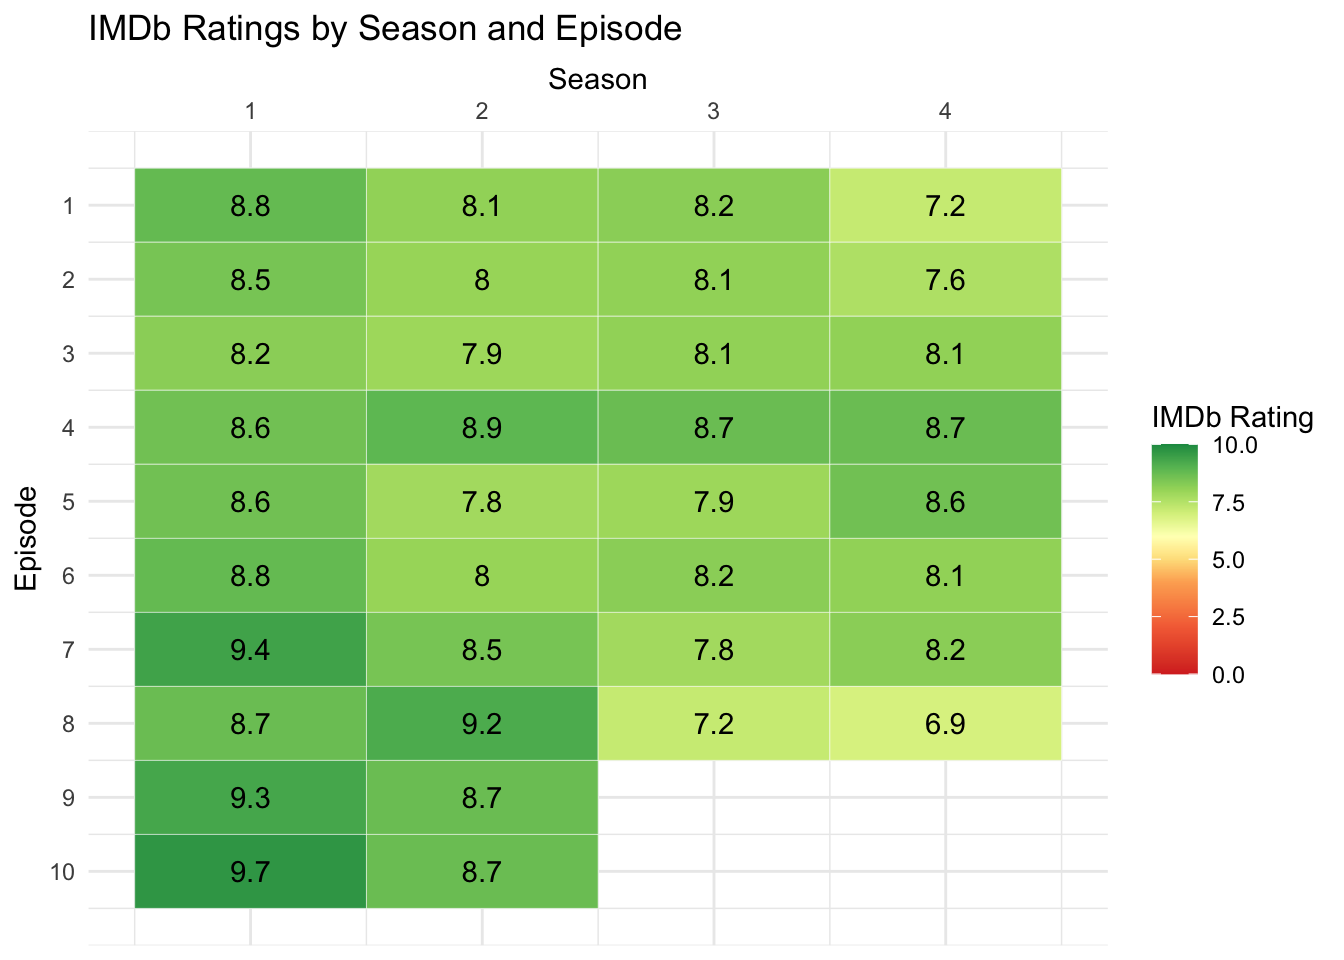 IMDb Ratings by Season and Episode
Season
1 2 3 4
1 8.8 8.1 8.2 7.2
2 8.5 8 8.1 7.6
3 8.2 7.9 8.1 8.1
4 8.6 8.9 8.7 8.7
5 8.6 7.8 7.9 8.6
6 8.8 8 8.2 8.1
7 9.4 8.5 7.8 8.2
8 8.7 9.2 7.2 6.9
9 9.3 8.7
10 9.7 8.7
Episode
IMDb Rating
10.0
7.5
5.0
2.5
0.0